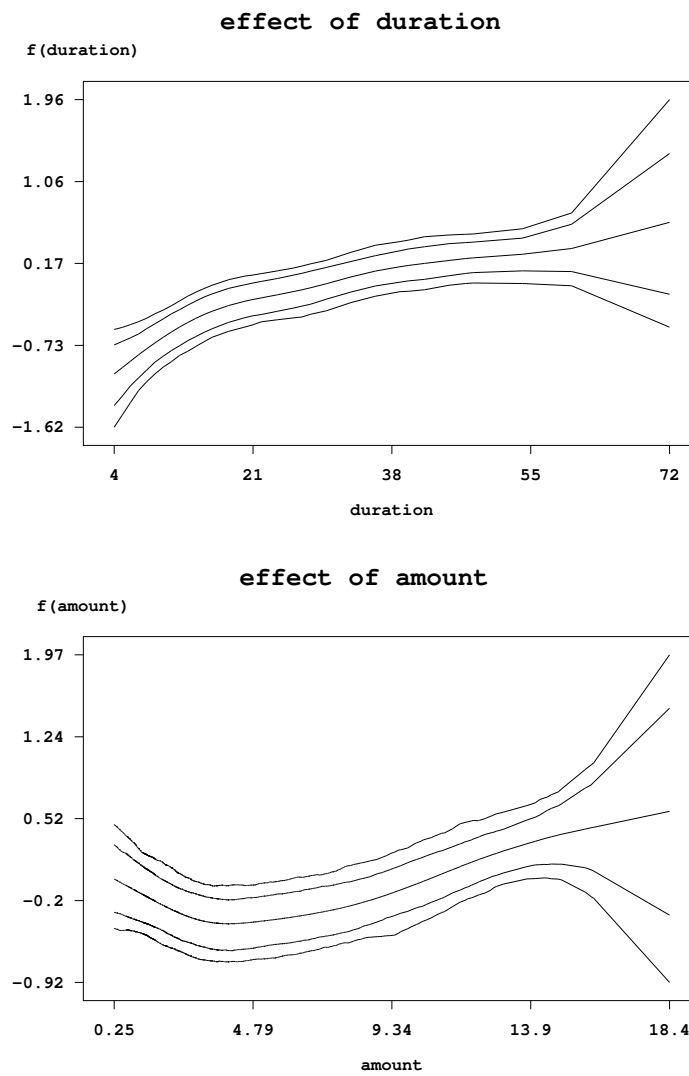 effect of duration
f(duration)
1.96
1.06
0.17
−0.73
−1.62
4 21 38 55 72
duration
effect of amount
f(amount)
1.97
1.24
0.52
−0.2
−0.92
0.25 4.79 9.34 13.9 18.4
amount